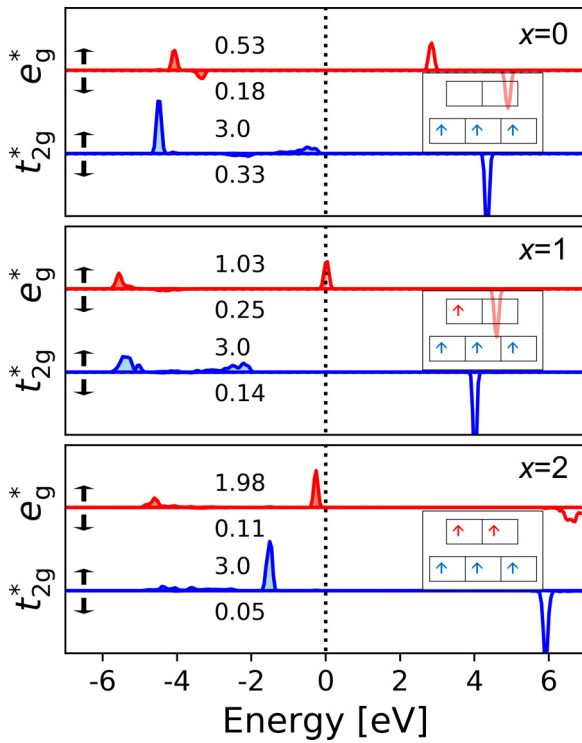 x=0
e*g
0.53
0.18
t*2g
3.0
0.33
x=1
e*g
1.03
0.25
t*2g
3.0
0.14
x=2
e*g
1.98
0.11
t*2g
3.0
0.05
-6 -4 -2 0 2 4 6
Energy [eV]